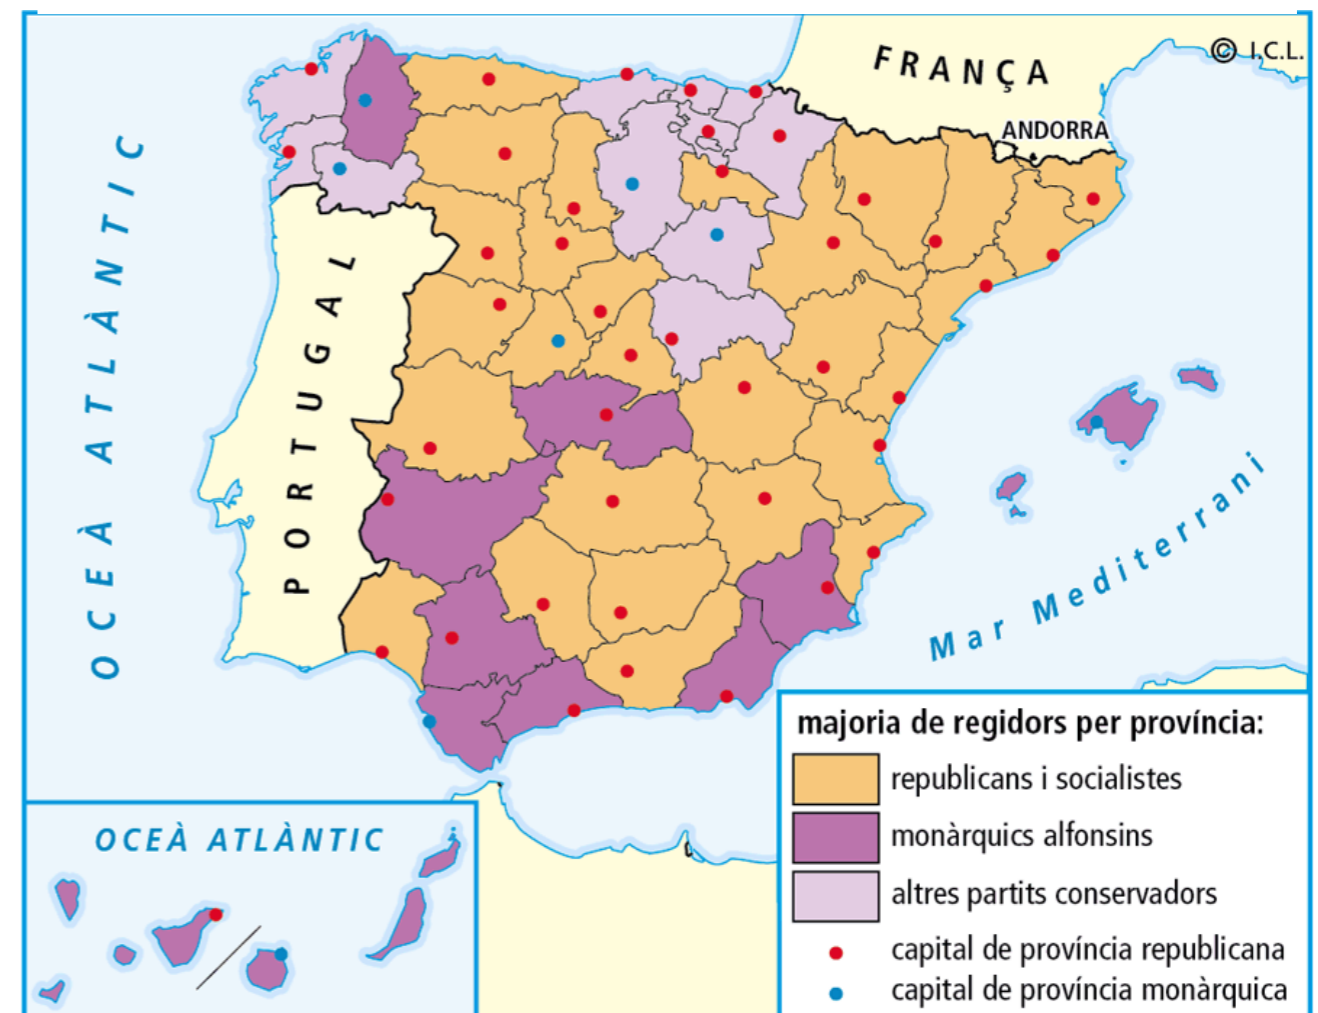 © I.C.L.
FRANÇA
ANDORRA
OCEÀ ATLÀNTIC
PORTUGAL
Mar Mediterrani
OCEÀ ATLÀNTIC
majoria de regidors per província:
republicans i socialistes
monàrquics alfonsins
altres partits conservadors
capital de província republicana
capital de província monàrquica